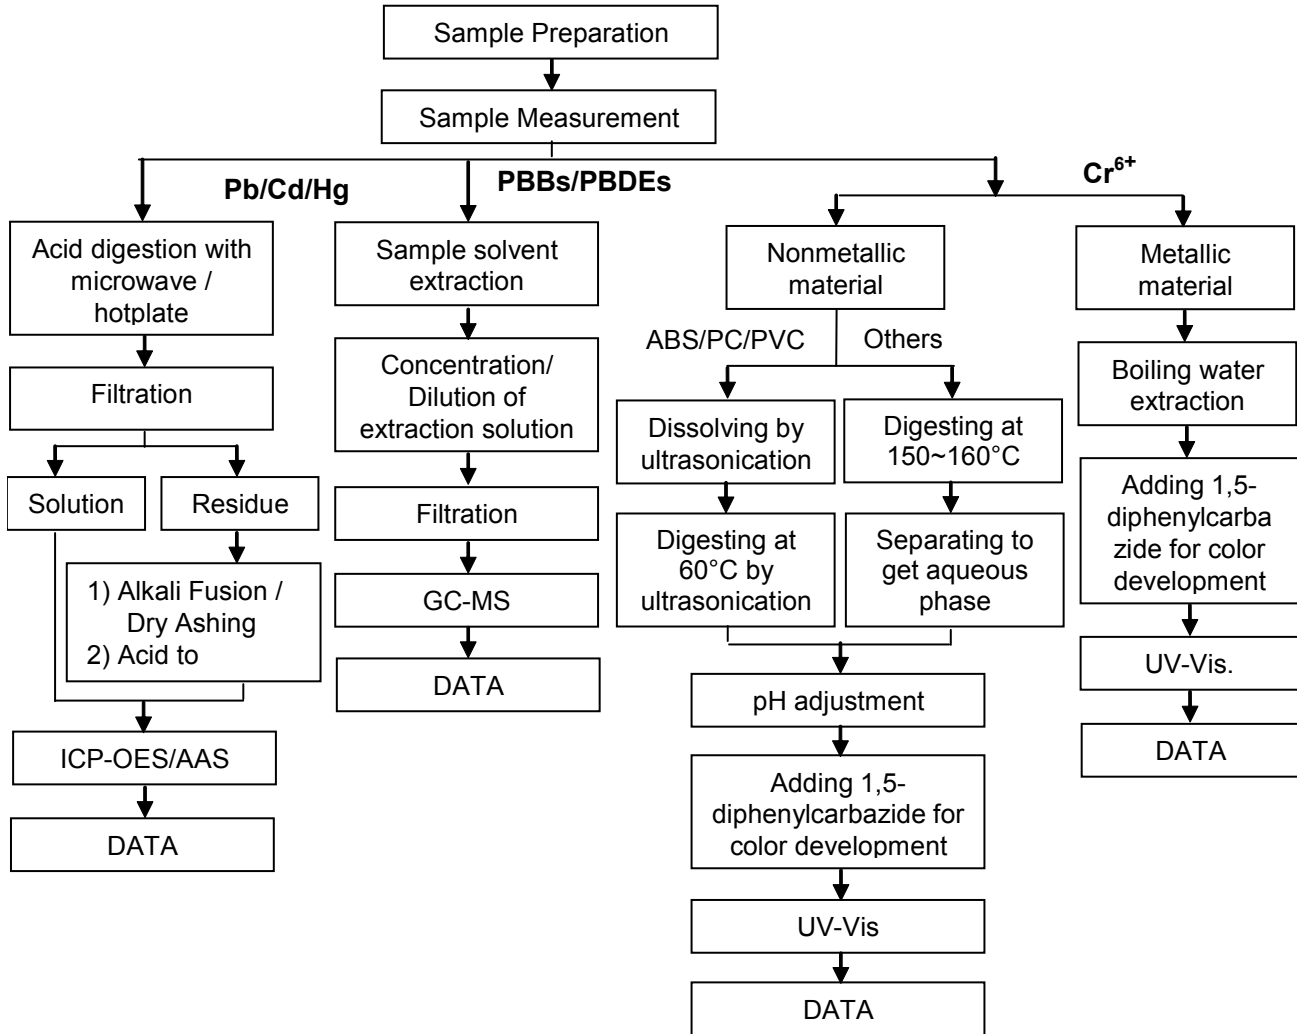 Sample Preparation
Sample Measurement
Pb/Cd/Hg
PBBs/PBDEs
Cr⁶⁺
Acid digestion with
microwave /
hotplate
Filtration
Solution
Residue
1) Alkali Fusion /
Dry Ashing
2) Acid to
ICP-OES/AAS
DATA
Sample solvent
extraction
Concentration/
Dilution of
extraction solution
Filtration
GC-MS
DATA
Nonmetallic
material
ABS/PC/PVC
Others
Dissolving by
ultrasonication
Digesting at
60°C by
ultrasonication
Digesting at
150~160°C
Separating to
get aqueous
phase
pH adjustment
Adding 1,5-
diphenylcarbazide for
color development
UV-Vis
DATA
Metallic
material
Boiling water
extraction
Adding 1,5-
diphenylcarba
zide for color
development
UV-Vis.
DATA